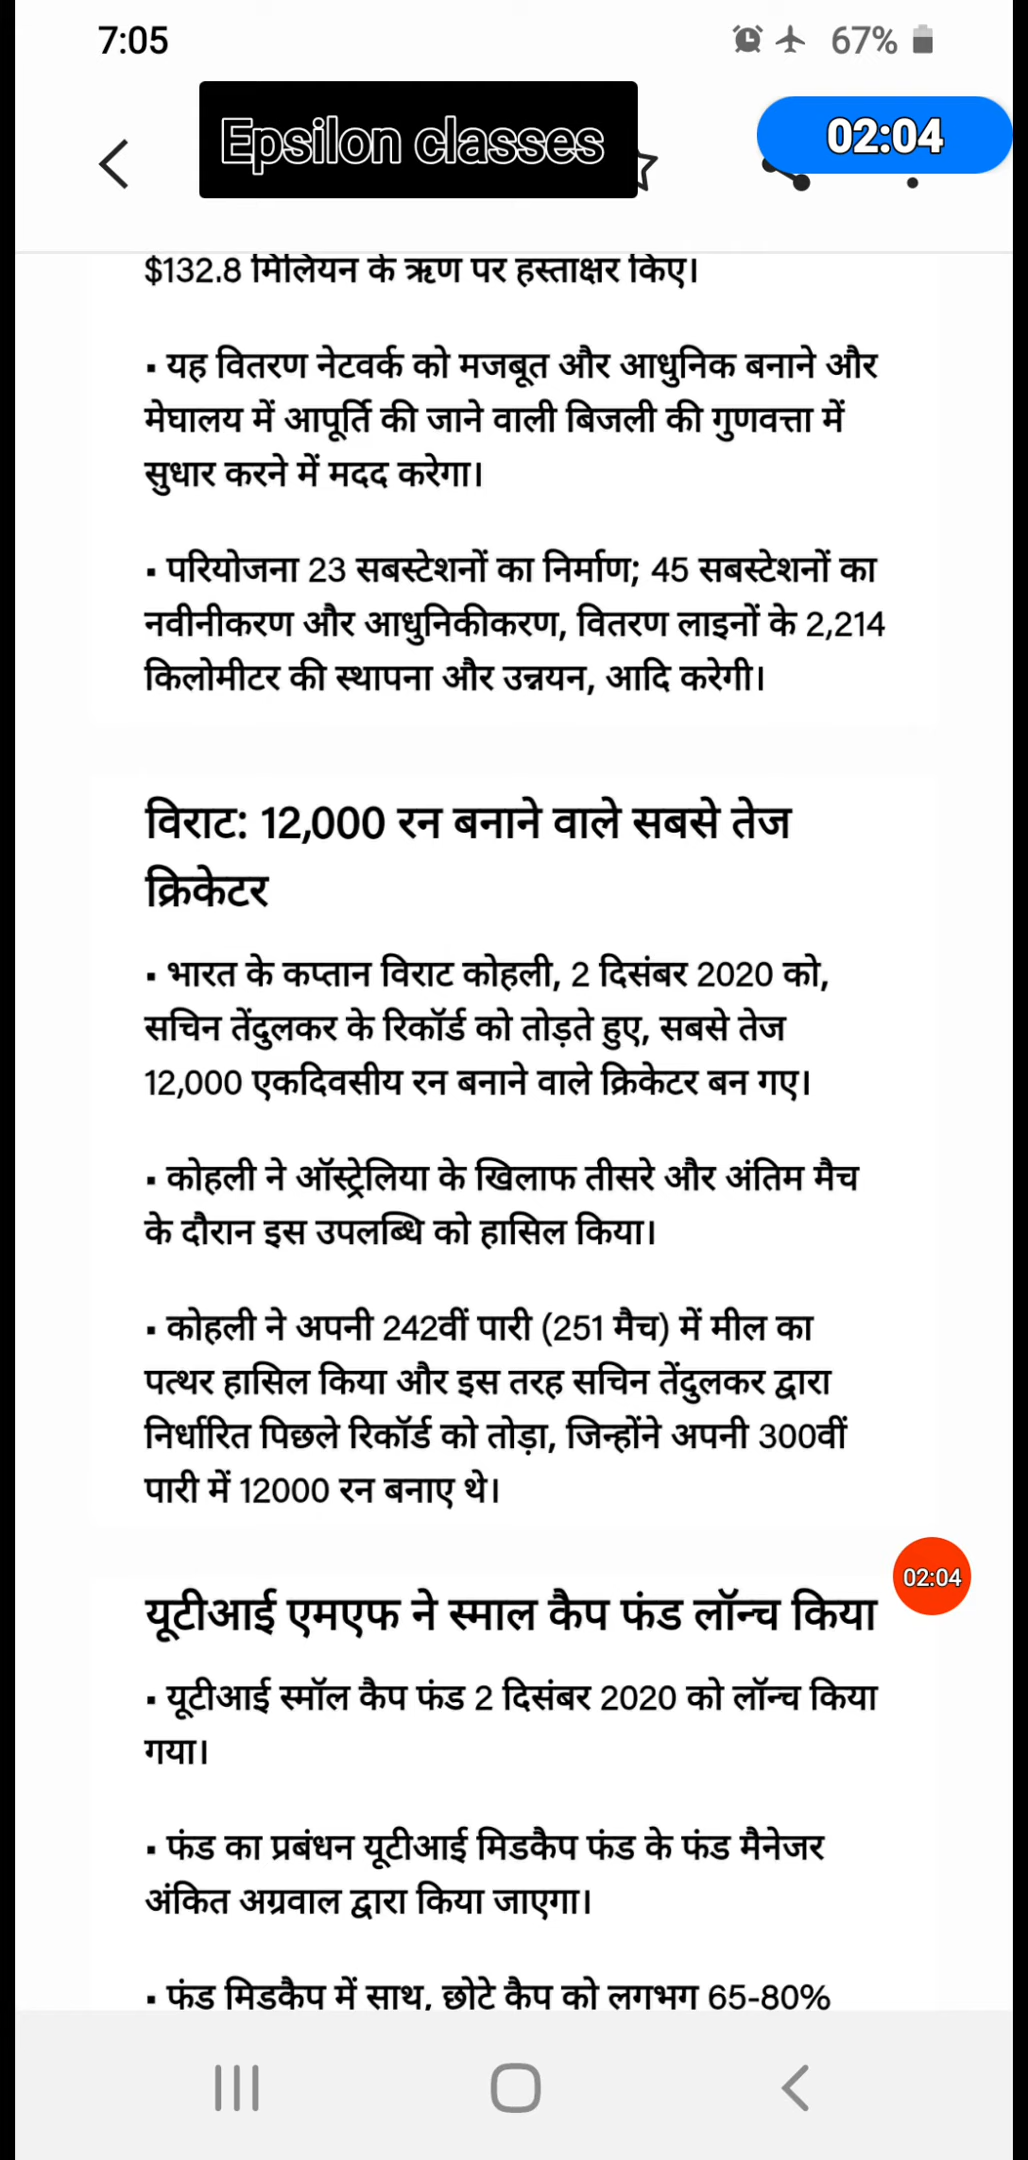 7:05
67%
Epsilon classes
02:04
$132.8 मिलियन के ऋण पर हस्ताक्षर किए।
▪ यह वितरण नेटवर्क को मजबूत और आधुनिक बनाने और
मेघालय में आपूर्ति की जाने वाली बिजली की गुणवत्ता में
सुधार करने में मदद करेगा।
▪ परियोजना 23 सबस्टेशनों का निर्माण; 45 सबस्टेशनों का
नवीनीकरण और आधुनिकीकरण, वितरण लाइनों के 2,214
किलोमीटर की स्थापना और उन्नयन, आदि करेगी।
विराट: 12,000 रन बनाने वाले सबसे तेज
क्रिकेटर
▪ भारत के कप्तान विराट कोहली, 2 दिसंबर 2020 को,
सचिन तेंदुलकर के रिकॉर्ड को तोड़ते हुए, सबसे तेज
12,000 एकदिवसीय रन बनाने वाले क्रिकेटर बन गए।
▪ कोहली ने ऑस्ट्रेलिया के खिलाफ तीसरे और अंतिम मैच
के दौरान इस उपलब्धि को हासिल किया।
▪ कोहली ने अपनी 242वीं पारी (251 मैच) में मील का
पत्थर हासिल किया और इस तरह सचिन तेंदुलकर द्वारा
निर्धारित पिछले रिकॉर्ड को तोड़ा, जिन्होंने अपनी 300वीं
पारी में 12000 रन बनाए थे।
02:04
यूटीआई एमएफ ने स्माल कैप फंड लॉन्च किया
▪ यूटीआई स्मॉल कैप फंड 2 दिसंबर 2020 को लॉन्च किया
गया।
▪ फंड का प्रबंधन यूटीआई मिडकैप फंड के फंड मैनेजर
अंकित अग्रवाल द्वारा किया जाएगा।
▪ फंड मिडकैप में साथ, छोटे कैप को लगभग 65-80%